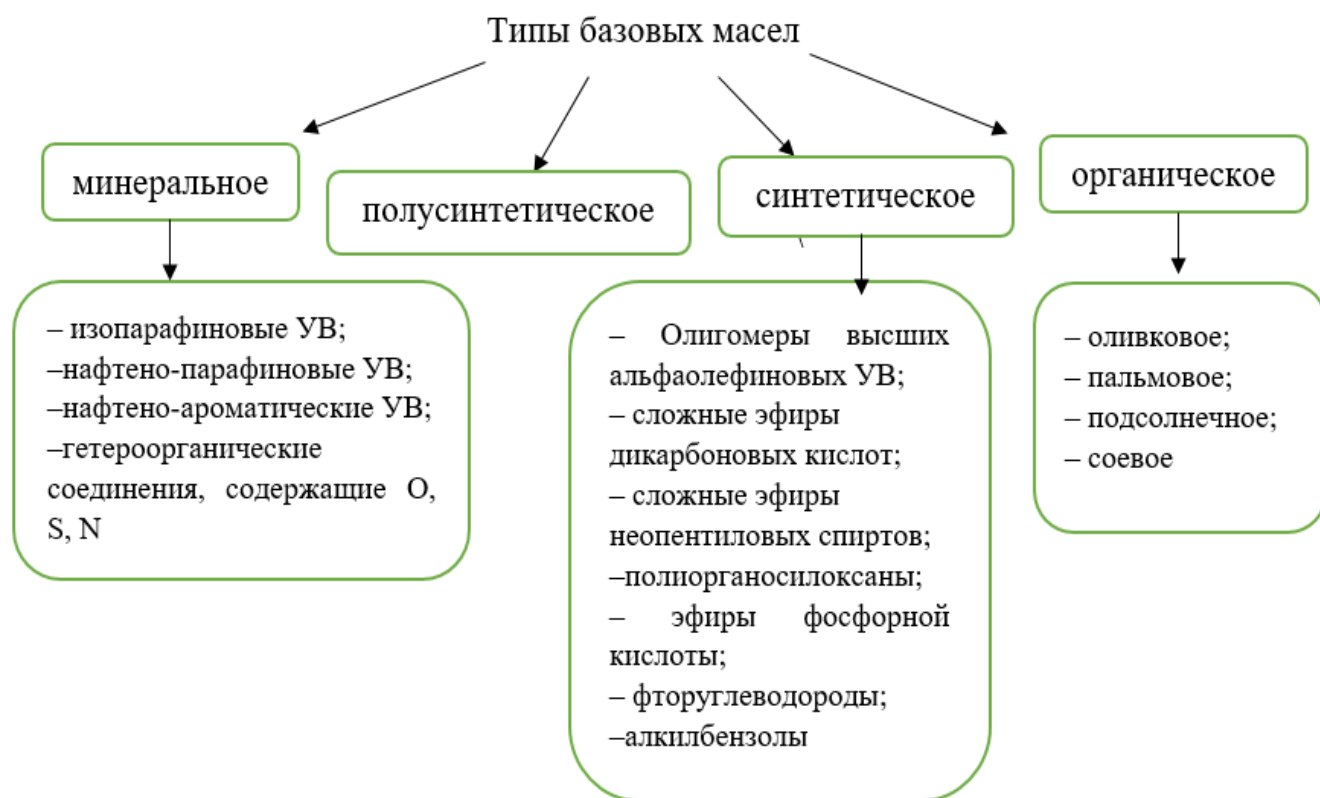 Типы базовых масел
минеральное
полусинтетическое
синтетическое
органическое
– изопарафиновые УВ;
–нафтено-парафиновые УВ;
–нафтено-ароматические УВ;
–гетероорганические
соединения, содержащие O,
S, N
– Олигомеры высших
альфаолефиновых УВ;
– сложные эфиры
дикарбоновых кислот;
– сложные эфиры
неопентиловых спиртов;
–полиорганосилоксаны;
– эфиры фосфорной
кислоты;
– фторуглеводороды;
–алкилбензолы
– оливковое;
– пальмовое;
– подсолнечное;
– соевое